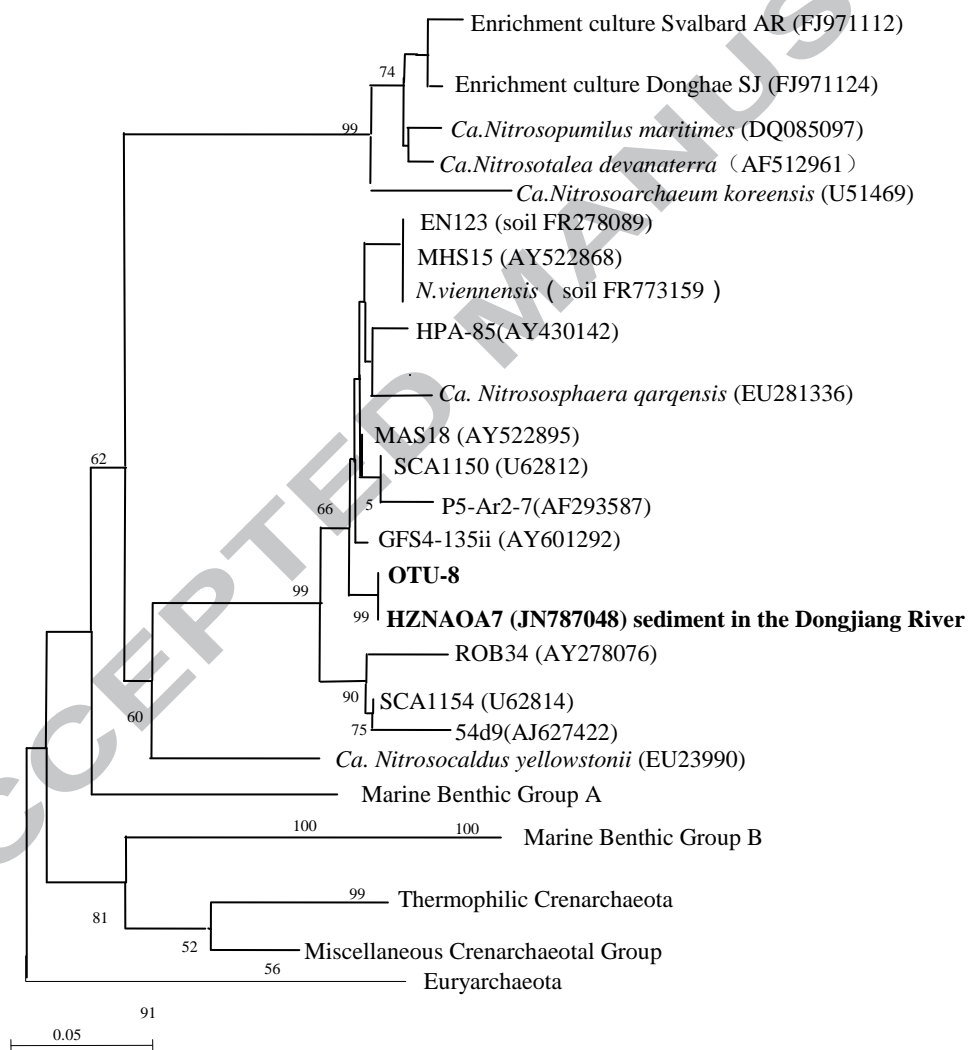 Enrichment culture Svalbard AR (FJ971112)
74
Enrichment culture Donghae SJ (FJ971124)
99
Ca.Nitrosopumilus maritimes (DQ085097)
Ca.Nitrosotalea devanaterra（AF512961）
Ca.Nitrosoarchaeum koreensis (U51469)
EN123 (soil FR278089)
MHS15 (AY522868)
N.viennensis ( soil FR773159 )
HPA-85(AY430142)
Ca. Nitrososphaera qarqensis (EU281336)
MAS18 (AY522895)
62
SCA1150 (U62812)
66
5
P5-Ar2-7(AF293587)
GFS4-135ii (AY601292)
OTU-8
99
99
HZNAOA7 (JN787048) sediment in the Dongjiang River
ROB34 (AY278076)
90
SCA1154 (U62814)
60
75
54d9(AJ627422)
Ca. Nitrosocaldus yellowstonii (EU23990)
Marine Benthic Group A
100
100
Marine Benthic Group B
99
Thermophilic Crenarchaeota
81
52
Miscellaneous Crenarchaeotal Group
56
Euryarchaeota
91
0.05
CCEPTED MANUS